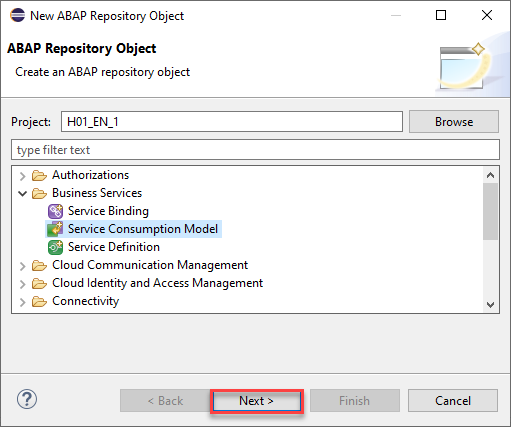 New ABAP Repository Object
ABAP Repository Object
Create an ABAP repository object
Project: H01_EN_1 Browse
type filter text
Authorizations
Business Services
Service Binding
Service Consumption Model
Service Definition
Cloud Communication Management
Cloud Identity and Access Management
Connectivity
? < Back Next > Finish Cancel